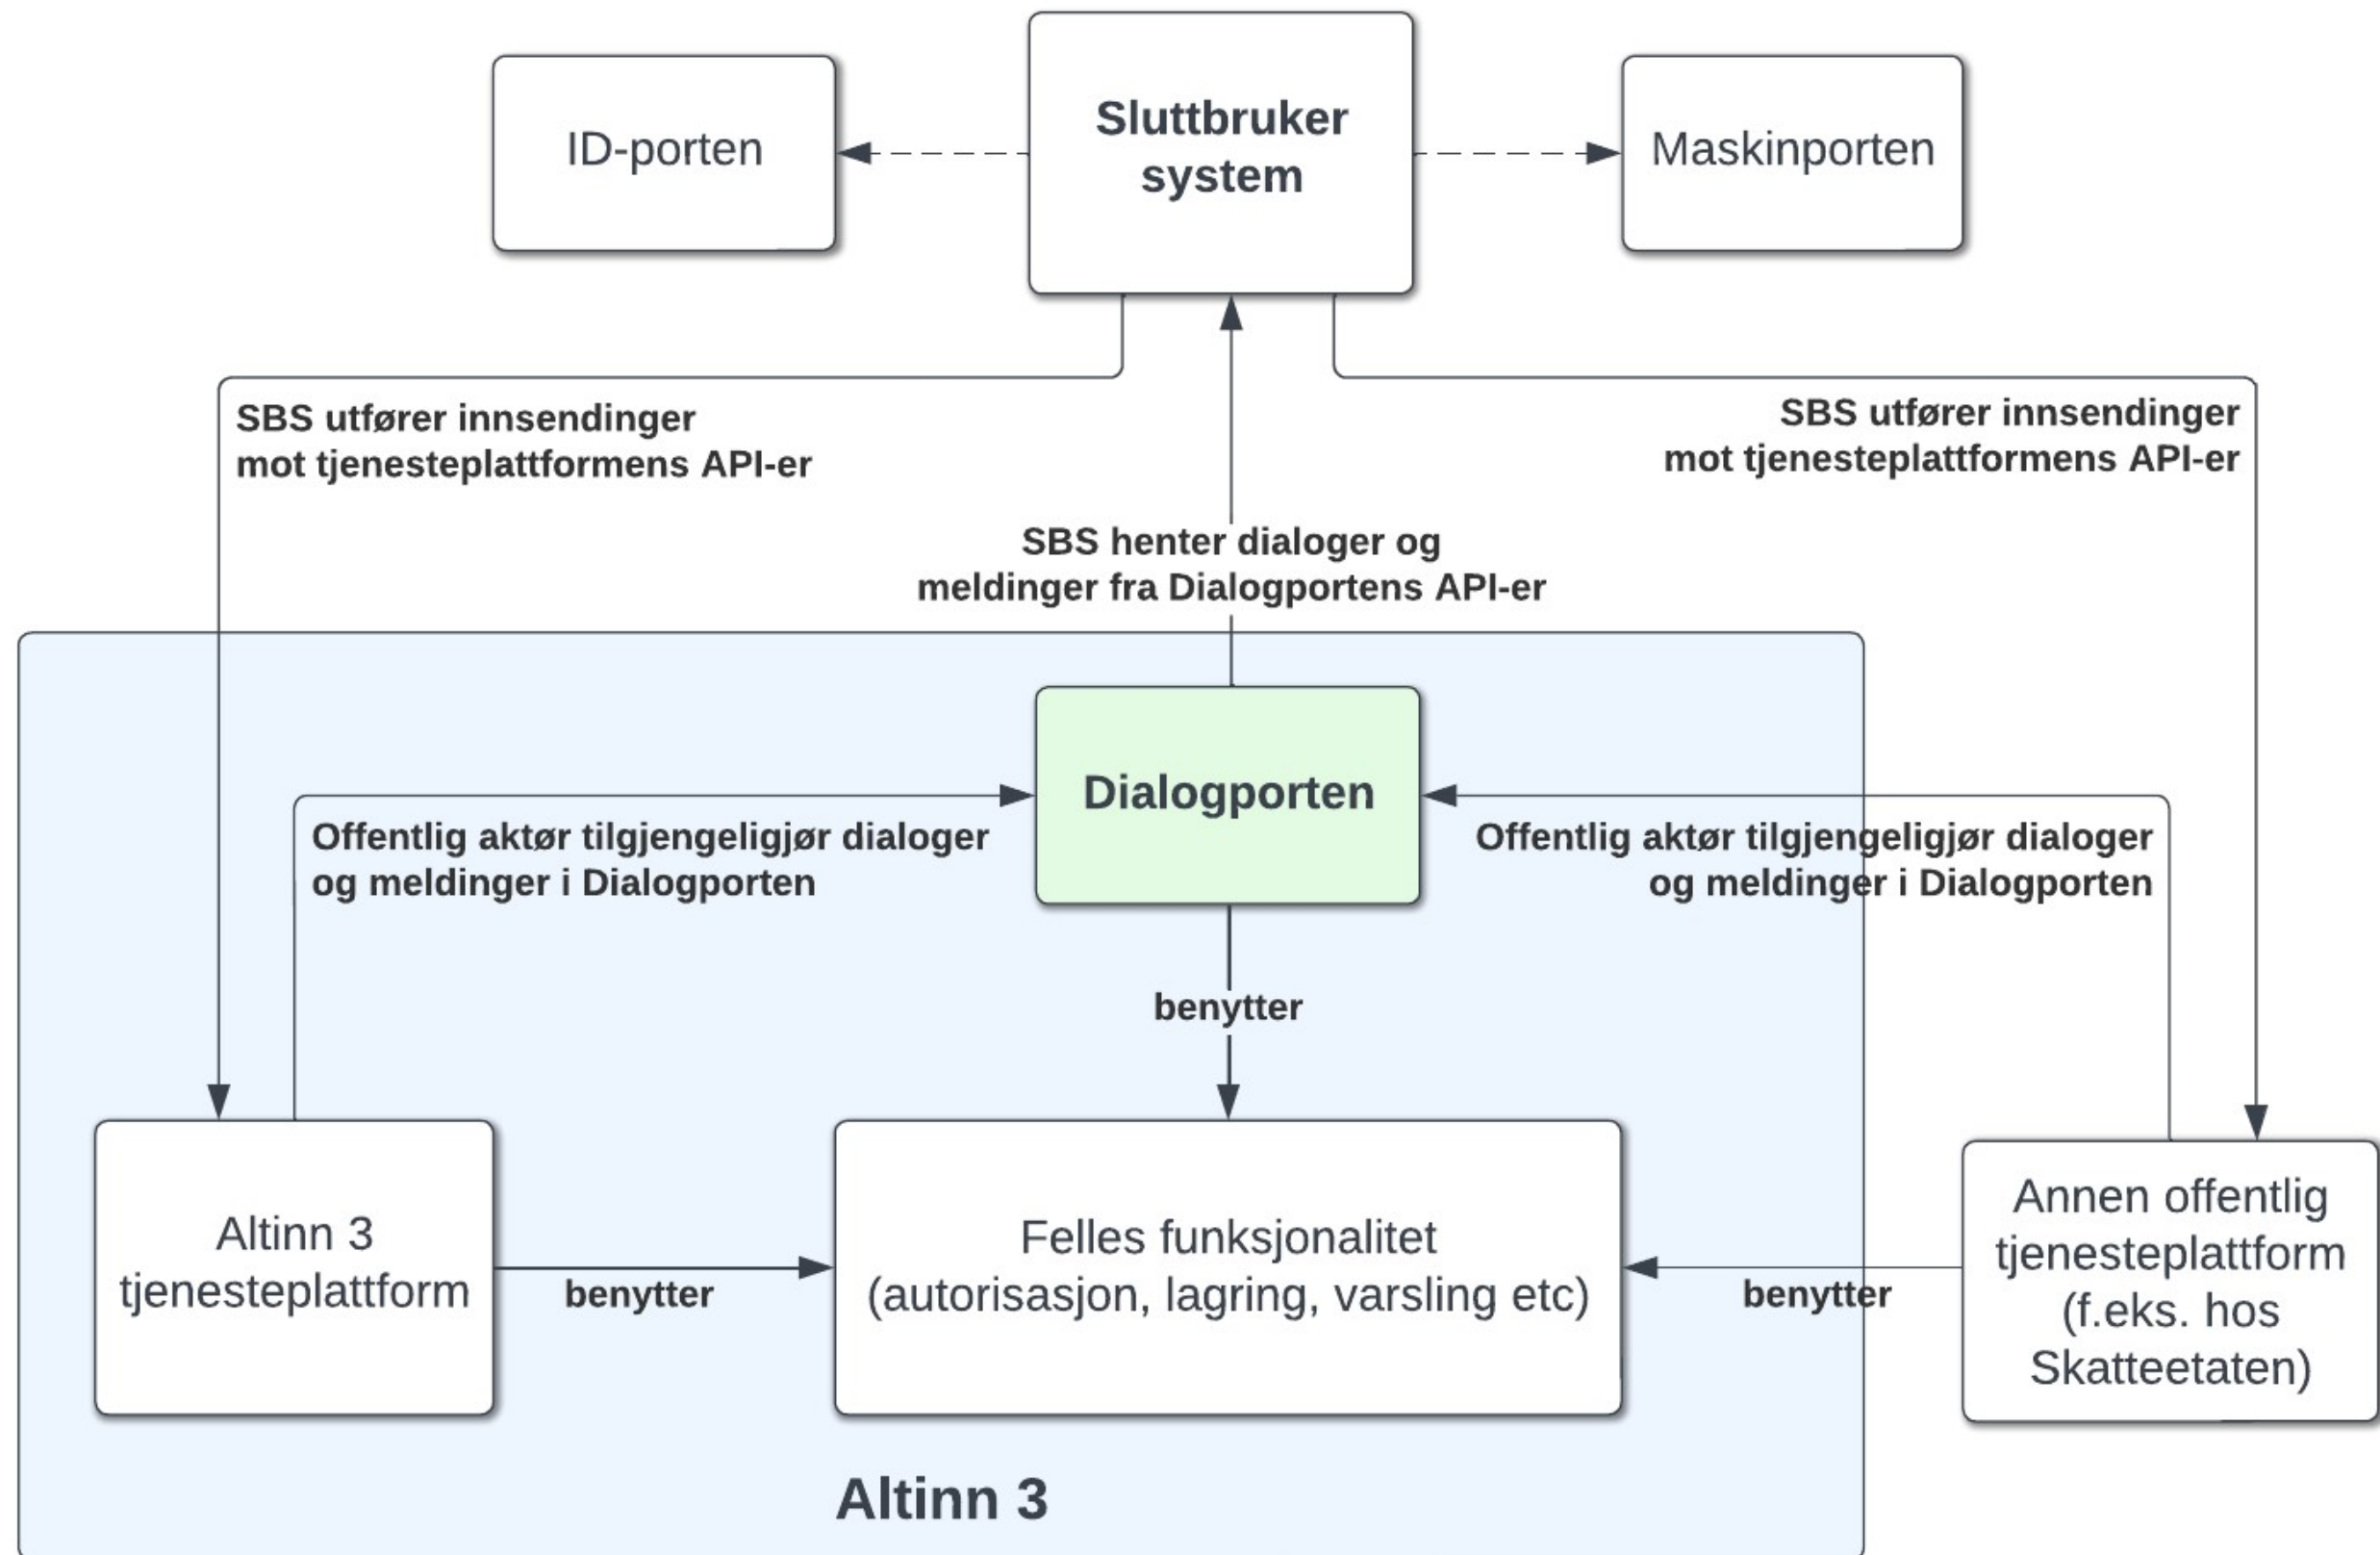 ID-porten
Sluttbruker
system
Maskinporten
SBS utfører innsendinger
mot tjenesteplattformens API-er
SBS utfører innsendinger
mot tjenesteplattformens API-er
SBS henter dialoger og
meldinger fra Dialogportens API-er
Dialogporten
Offentlig aktør tilgjengeligjør dialoger
og meldinger i Dialogporten
Offentlig aktør tilgjengeligjør dialoger
og meldinger i Dialogporten
benytter
Altinn 3
tjenesteplattform
benytter
Felles funksjonalitet
(autorisasjon, lagring, varsling etc)
benytter
Annen offentlig
tjenesteplattform
(f.eks. hos
Skatteetaten)
Altinn 3